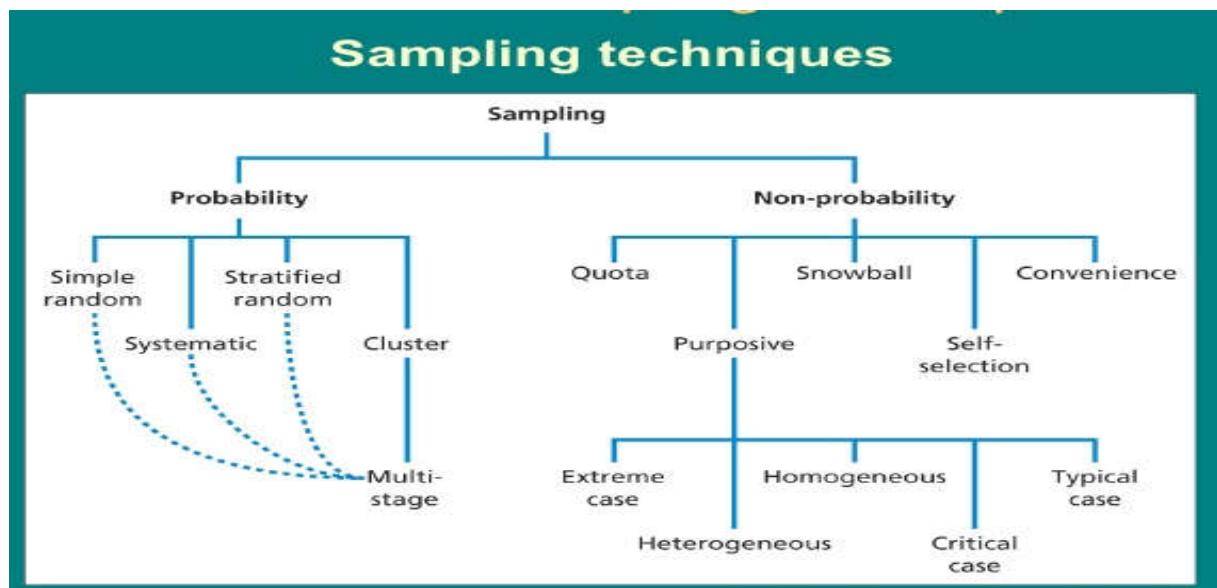 Sampling techniques
Sampling
Probability
Non-probability
Simple
random
Stratified
random
Quota
Snowball
Convenience
Systematic
Cluster
Purposive
Self-
selection
Multi-
stage
Extreme
case
Homogeneous
Typical
case
Heterogeneous
Critical
case